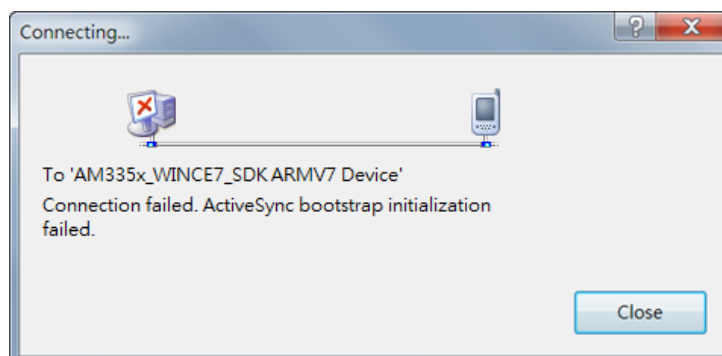 Connecting...
To 'AM335x_WINCE7_SDK ARMV7 Device'
Connection failed. ActiveSync bootstrap initialization
failed.
Close